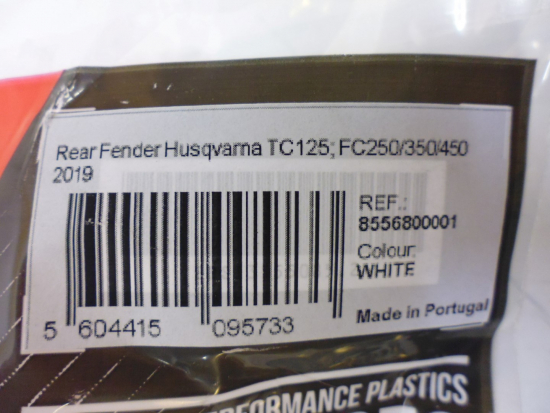 Rear Fender Husqvarna TC125; FC250/350/450
2019
REF.:
8556800001
Colour:
WHITE
5 604415 095733
Made in Portugal
PERFORMANCE PLASTICS